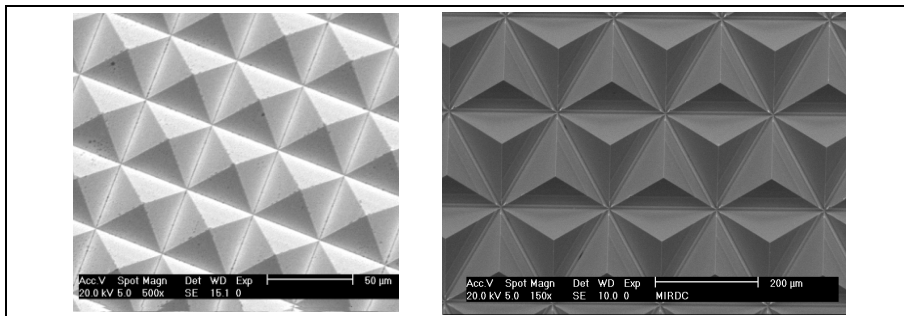 Acc.V Spot Magn Det WD Exp 50 µm
20.0 kV 5.0 500x SE 15.1 0
Acc.V Spot Magn Det WD Exp 200 µm
20.0 kV 5.0 150x SE 10.0 0 MIRDC